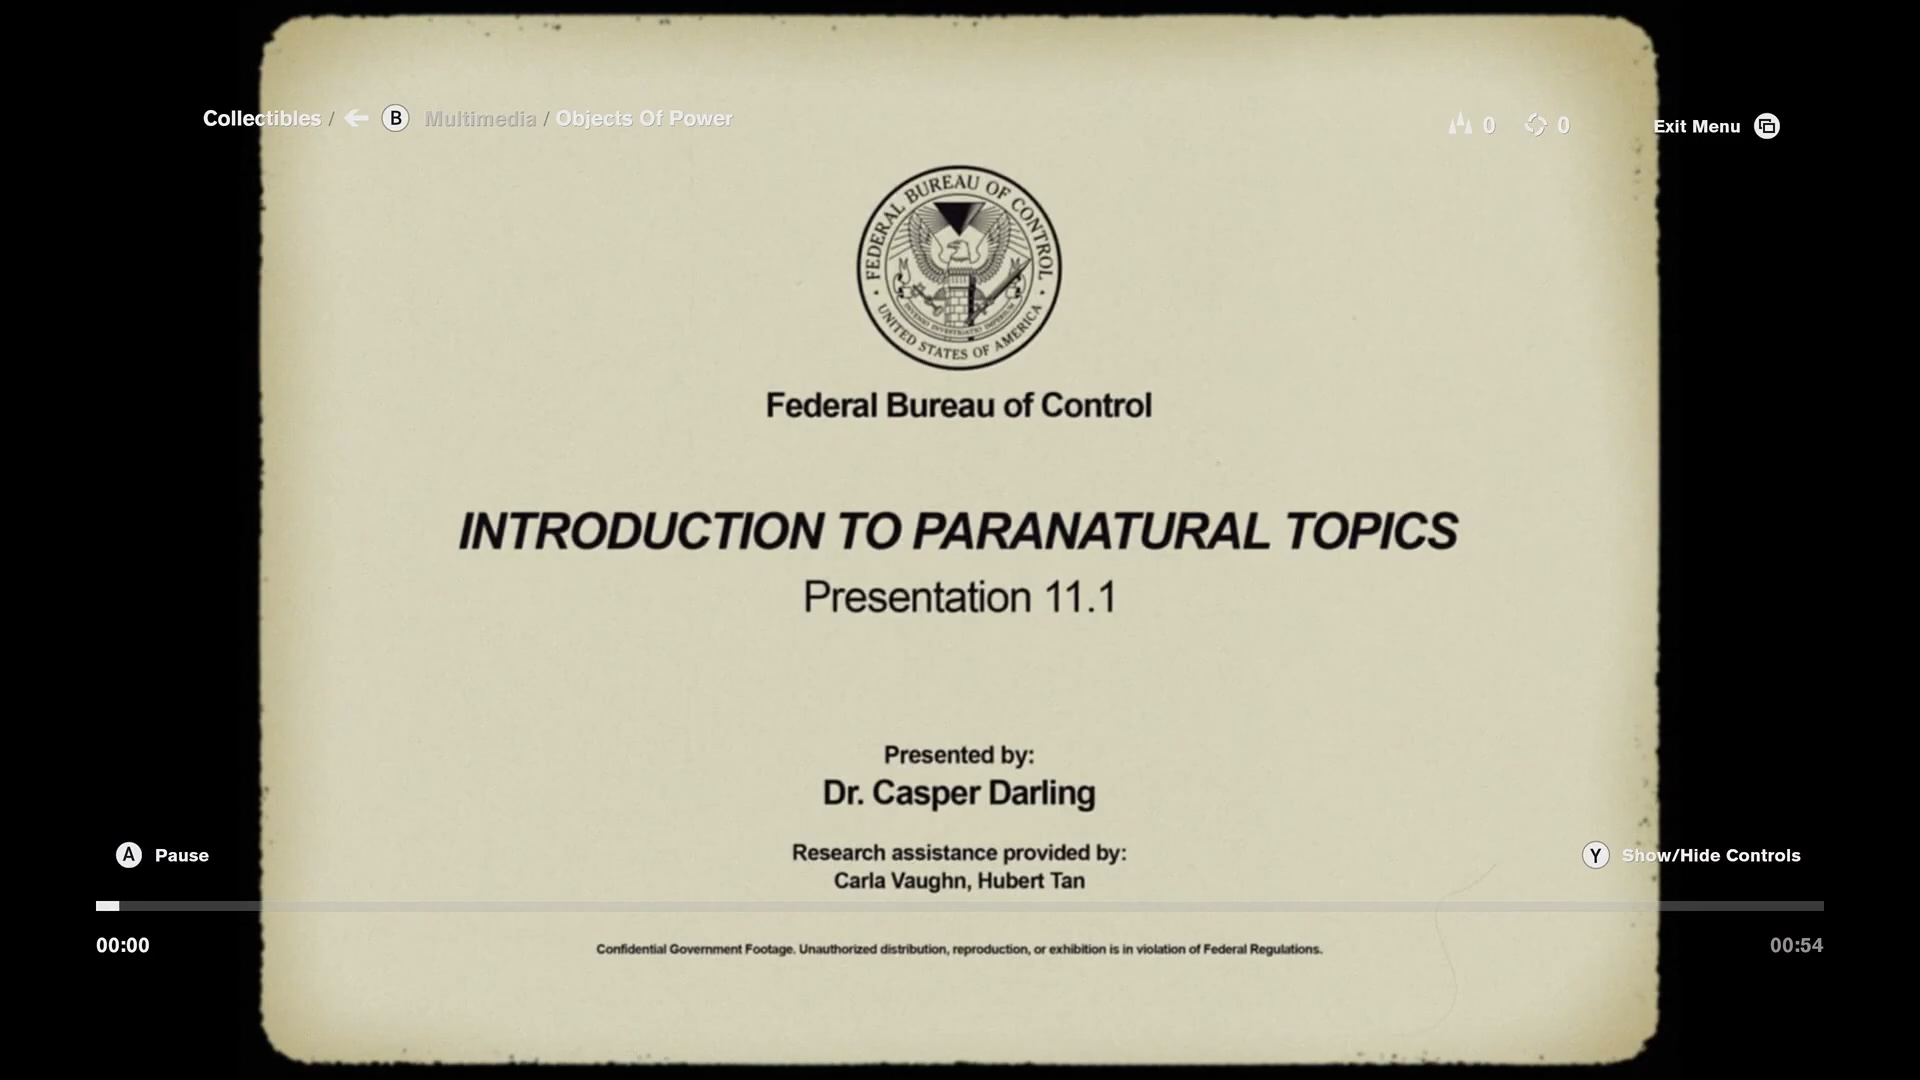 Collectibles / B Multimedia / Objects Of Power
0 0 Exit Menu
FEDERAL BUREAU OF CONTROL
INVENIO INVESTIGATIO IMPERIUM
UNITED STATES OF AMERICA
Federal Bureau of Control
INTRODUCTION TO PARANATURAL TOPICS
Presentation 11.1
Presented by:
Dr. Casper Darling
A Pause
Y Show/Hide Controls
Research assistance provided by:
Carla Vaughn, Hubert Tan
00:00
00:54
Confidential Government Footage. Unauthorized distribution, reproduction, or exhibition is in violation of Federal Regulations.